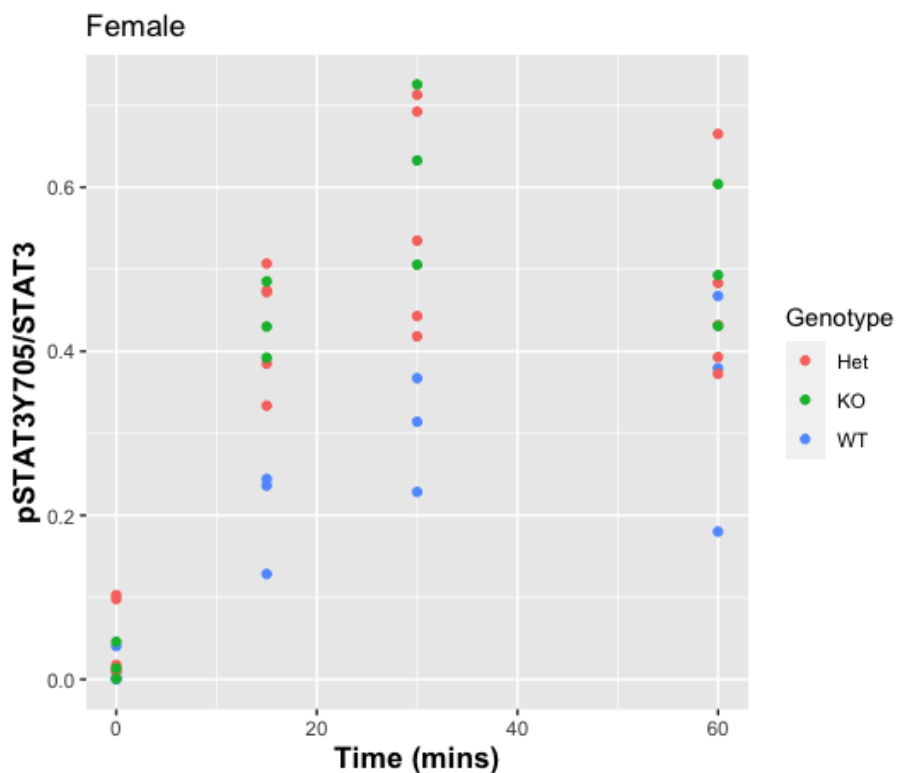 Female
pSTAT3Y705/STAT3
0.6
0.4
0.2
0.0
0 20 40 60
Time (mins)
Genotype
Het
KO
WT